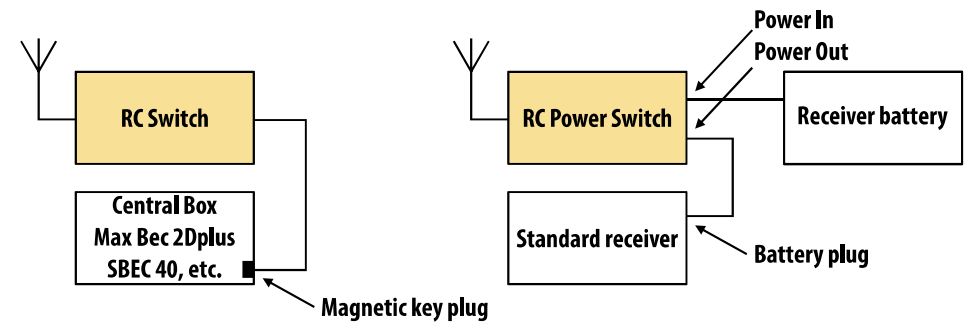 RC Switch
Central Box
Max Bec 2Dplus
SBEC 40, etc.
Magnetic key plug
Power In
Power Out
RC Power Switch
Receiver battery
Standard receiver
Battery plug